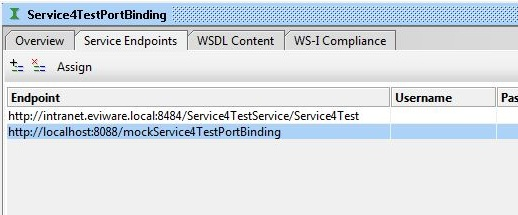 Service4TestPortBinding
Overview Service Endpoints WSDL Content WS-I Compliance
Assign
Endpoint Username Pas
http://intranet.eviware.local:8484/Service4TestService/Service4Test
http://localhost:8088/mockService4TestPortBinding